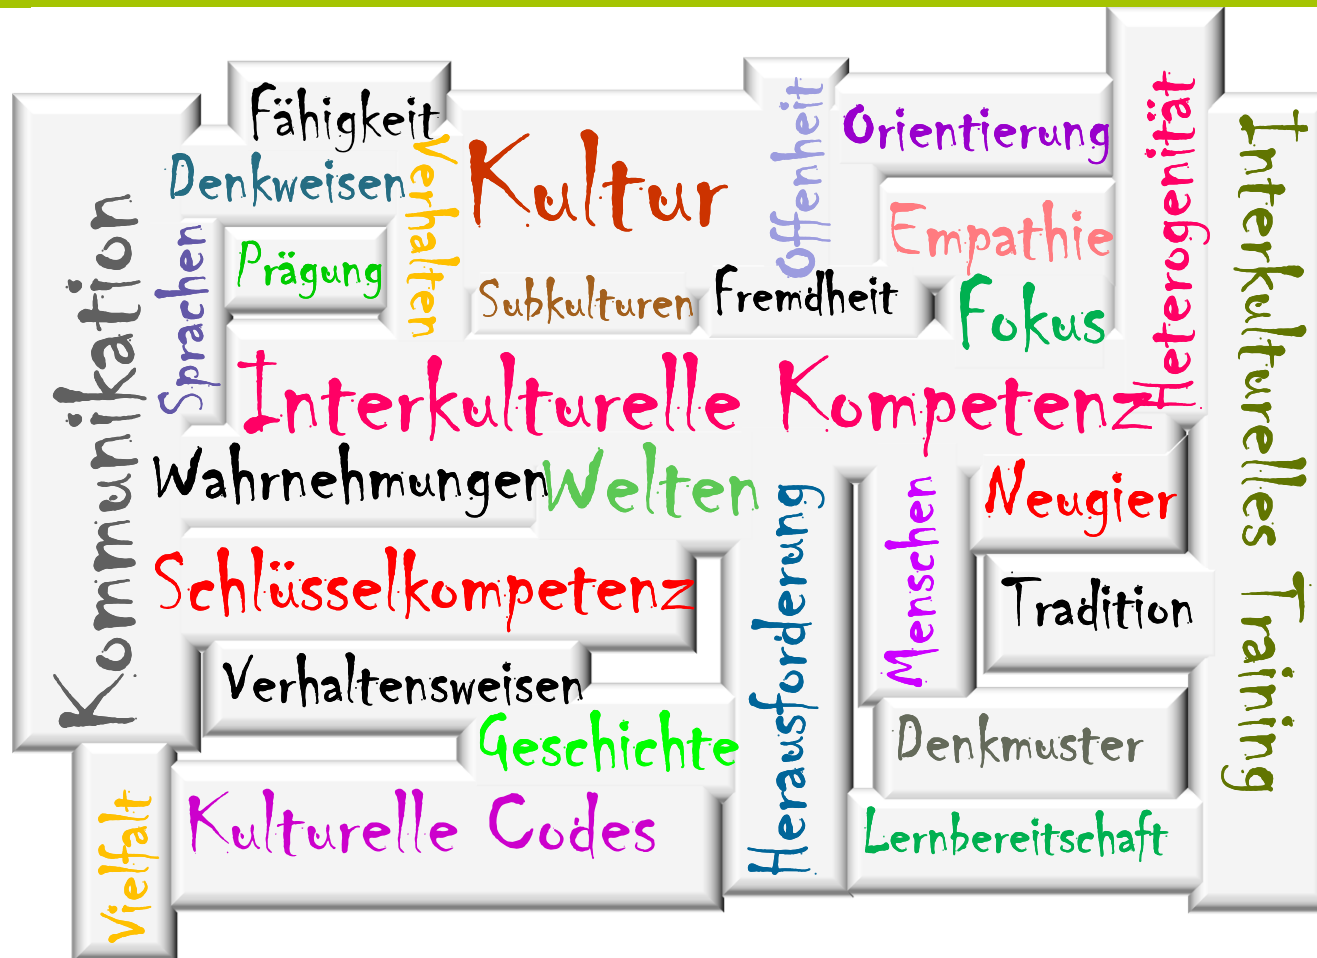 Fähigkeit
Denkweisen
Verhalten
Kultur
Offenheit
Orientierung
Heterogenität
Interkulturelles Training
Kommunikation
Sprachen
Prägung
Subkulturen
Fremdheit
Empathie
Fokus
Interkulturelle Kompetenz
Wahrnehmungen
Welten
Herausforderung
Menschen
Neugier
Schlüsselkompetenz
Tradition
Verhaltensweisen
Geschichte
Denkmuster
Vielfalt
Kulturelle Codes
Lernbereitschaft